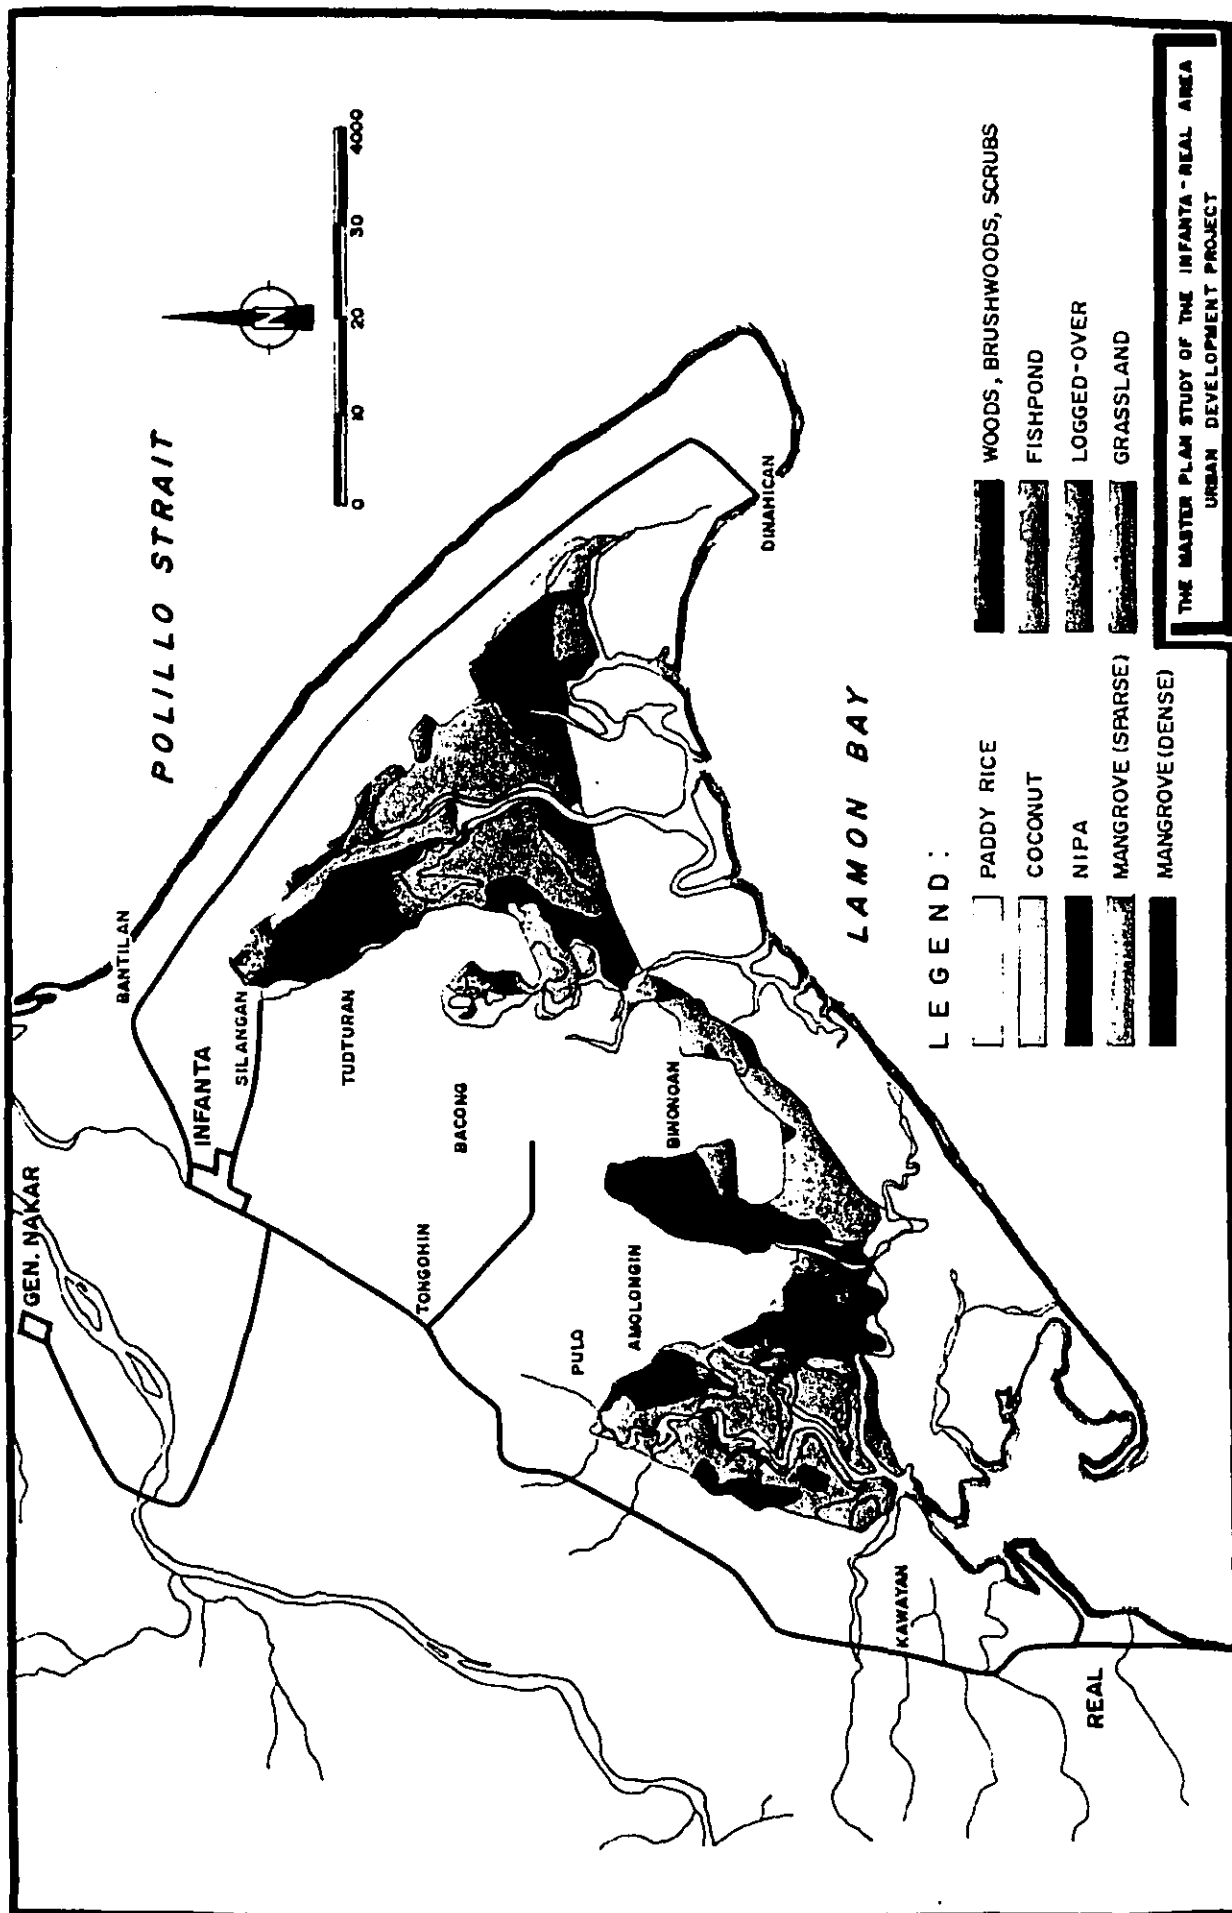 POLILLO STRAIT
GEN. NAKAR
BANTILAN
INFANTA
SILANGAN
TUDTURAN
BACONG
TONGOHIN
BINONOAN
PULO
AMOLONGIN
DINAHICAN
KAWAYAN
REAL
LAMON BAY
N
0 10 20 30 4000
LEGEND:
PADDY RICE
COCONUT
NIPA
MANGROVE (SPARSE)
MANGROVE (DENSE)
WOODS, BRUSHWOODS, SCRUBS
FISHPOND
LOGGED-OVER
GRASSLAND
THE MASTER PLAN STUDY OF THE INFANTA-REAL AREA
URBAN DEVELOPMENT PROJECT